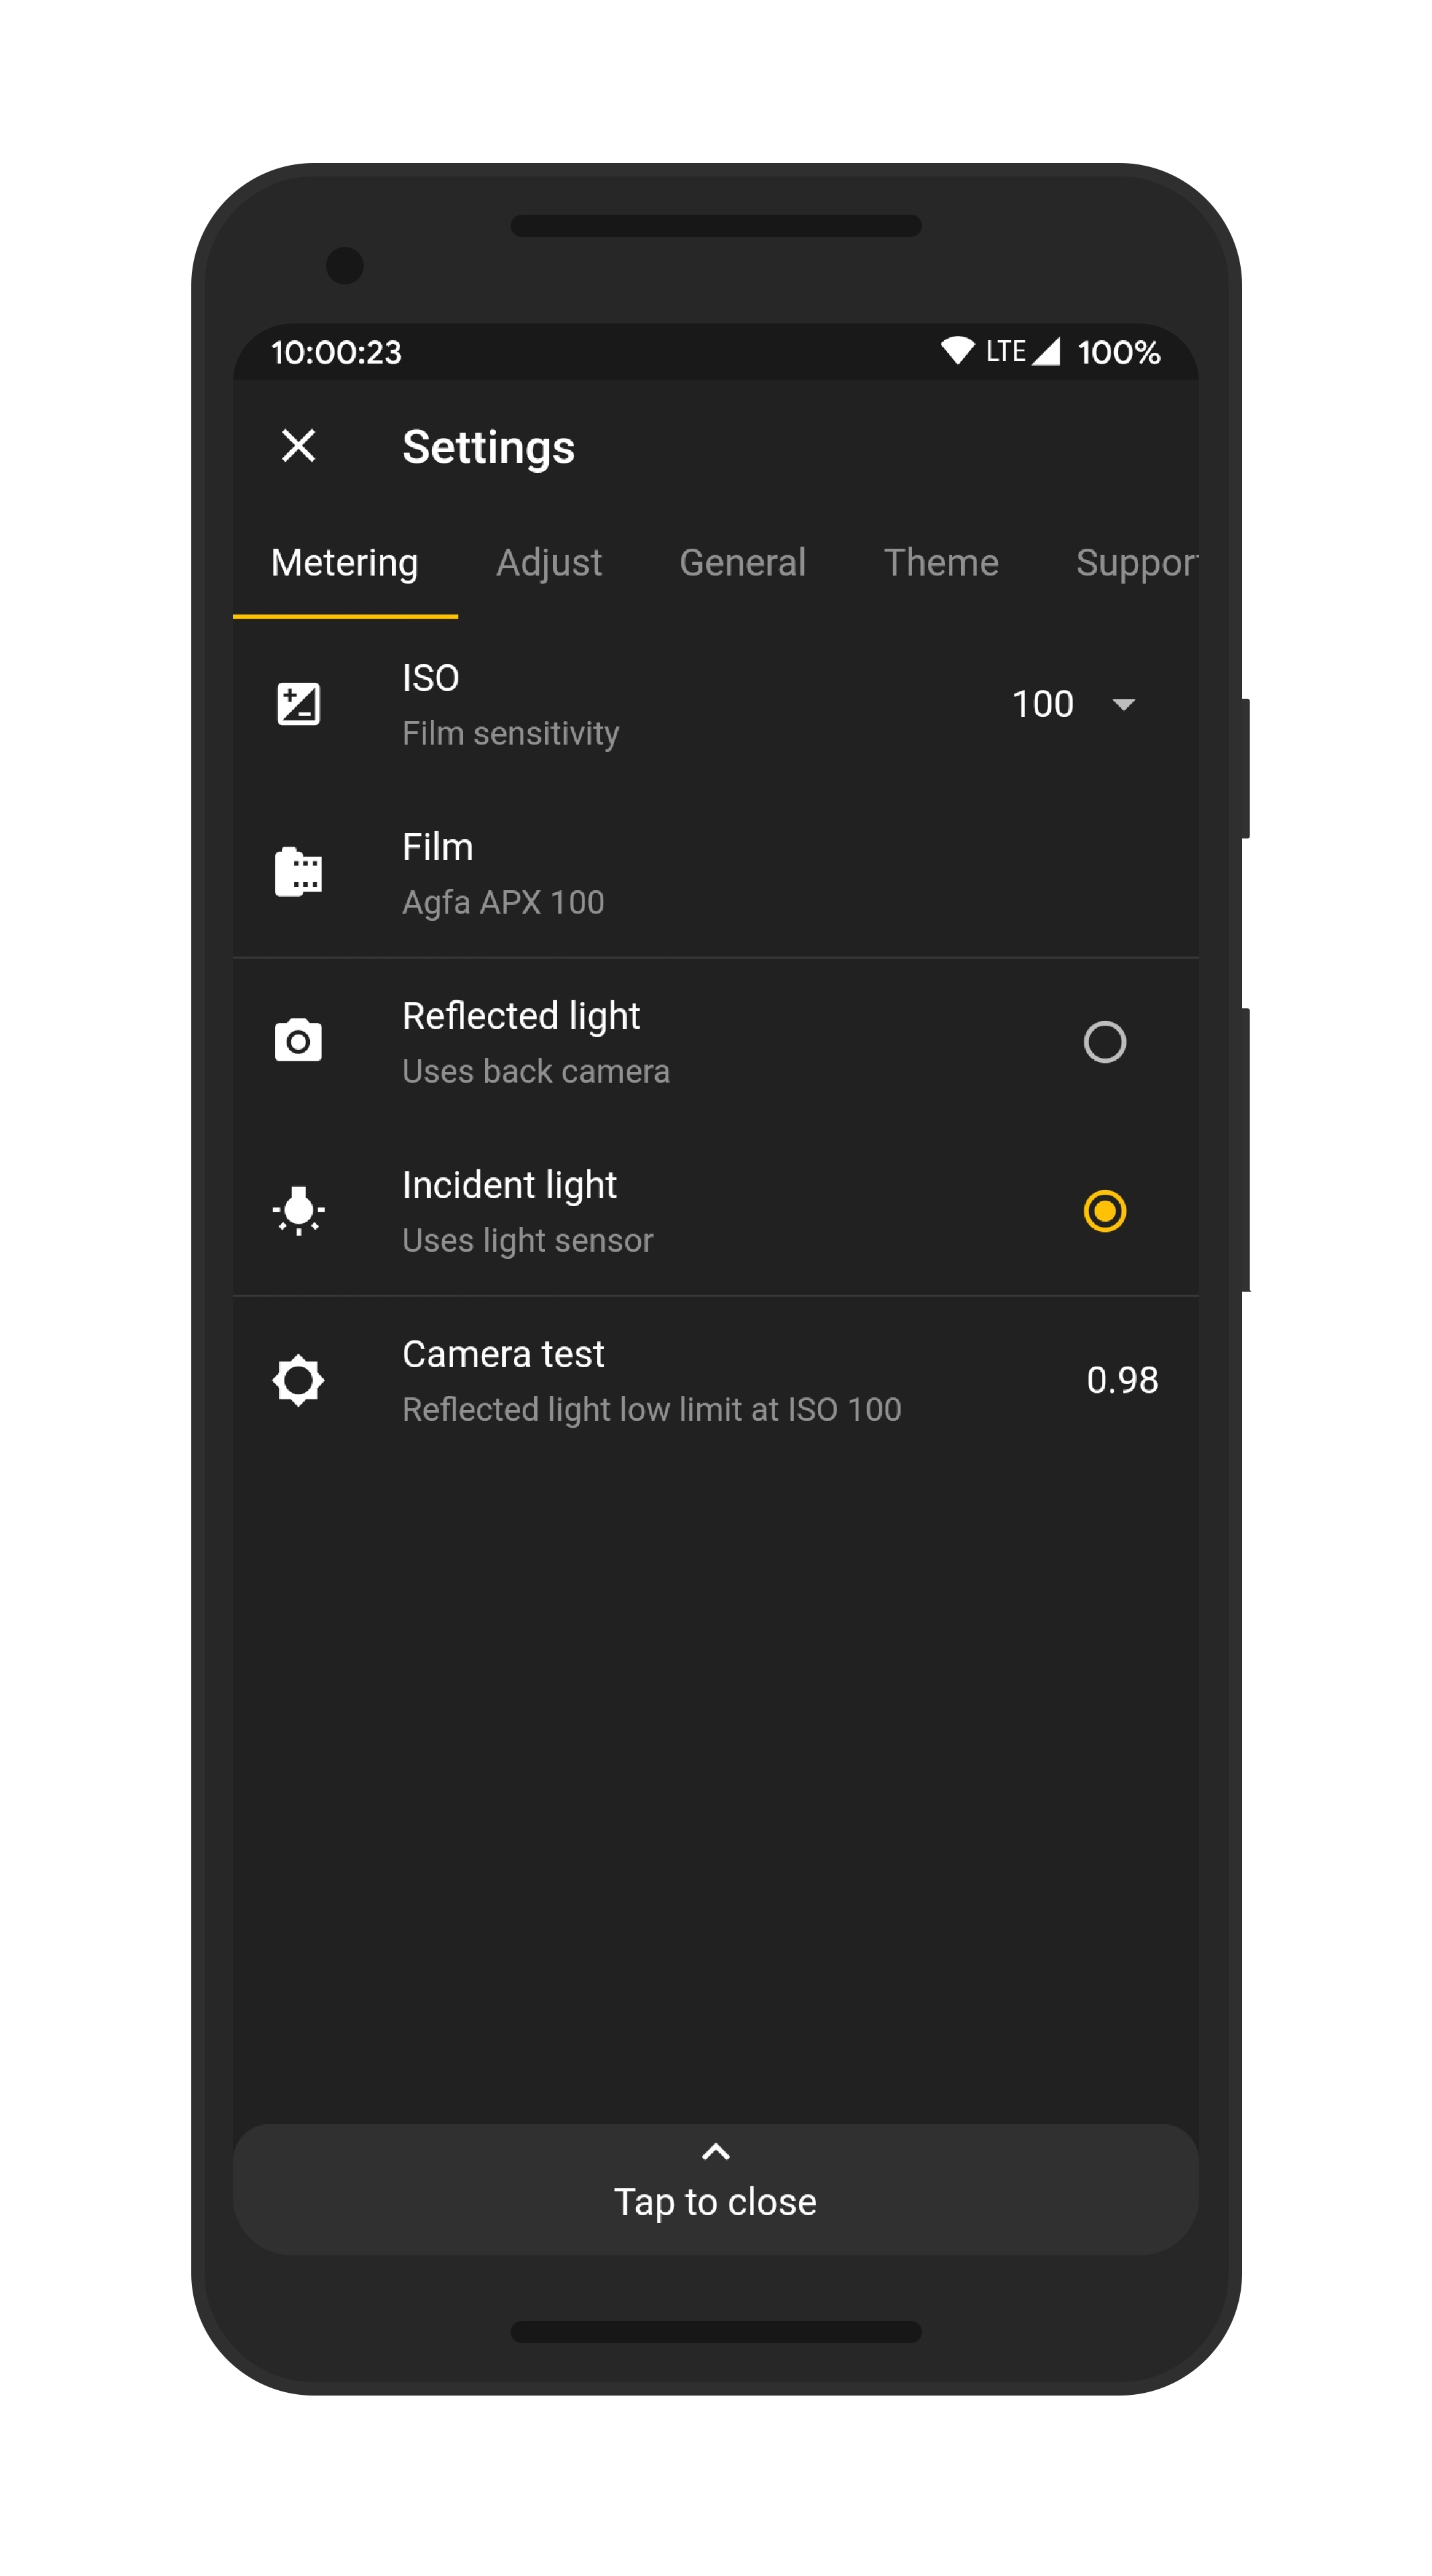 10:00:23 LTE 100%
Settings
Metering Adjust General Theme Support
ISO
Film sensitivity
100
Film
Agfa APX 100
Reflected light
Uses back camera
Incident light
Uses light sensor
Camera test
Reflected light low limit at ISO 100
0.98
Tap to close